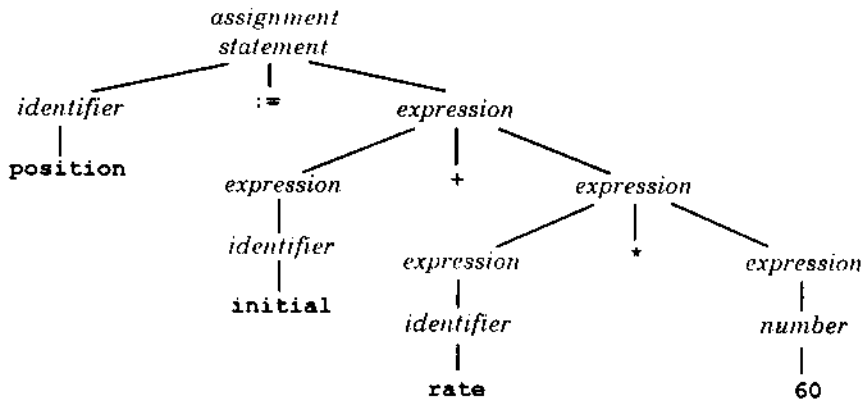 assignment
statement
identifier := expression
position
expression + expression
identifier expression * expression
initial
identifier number
rate 60